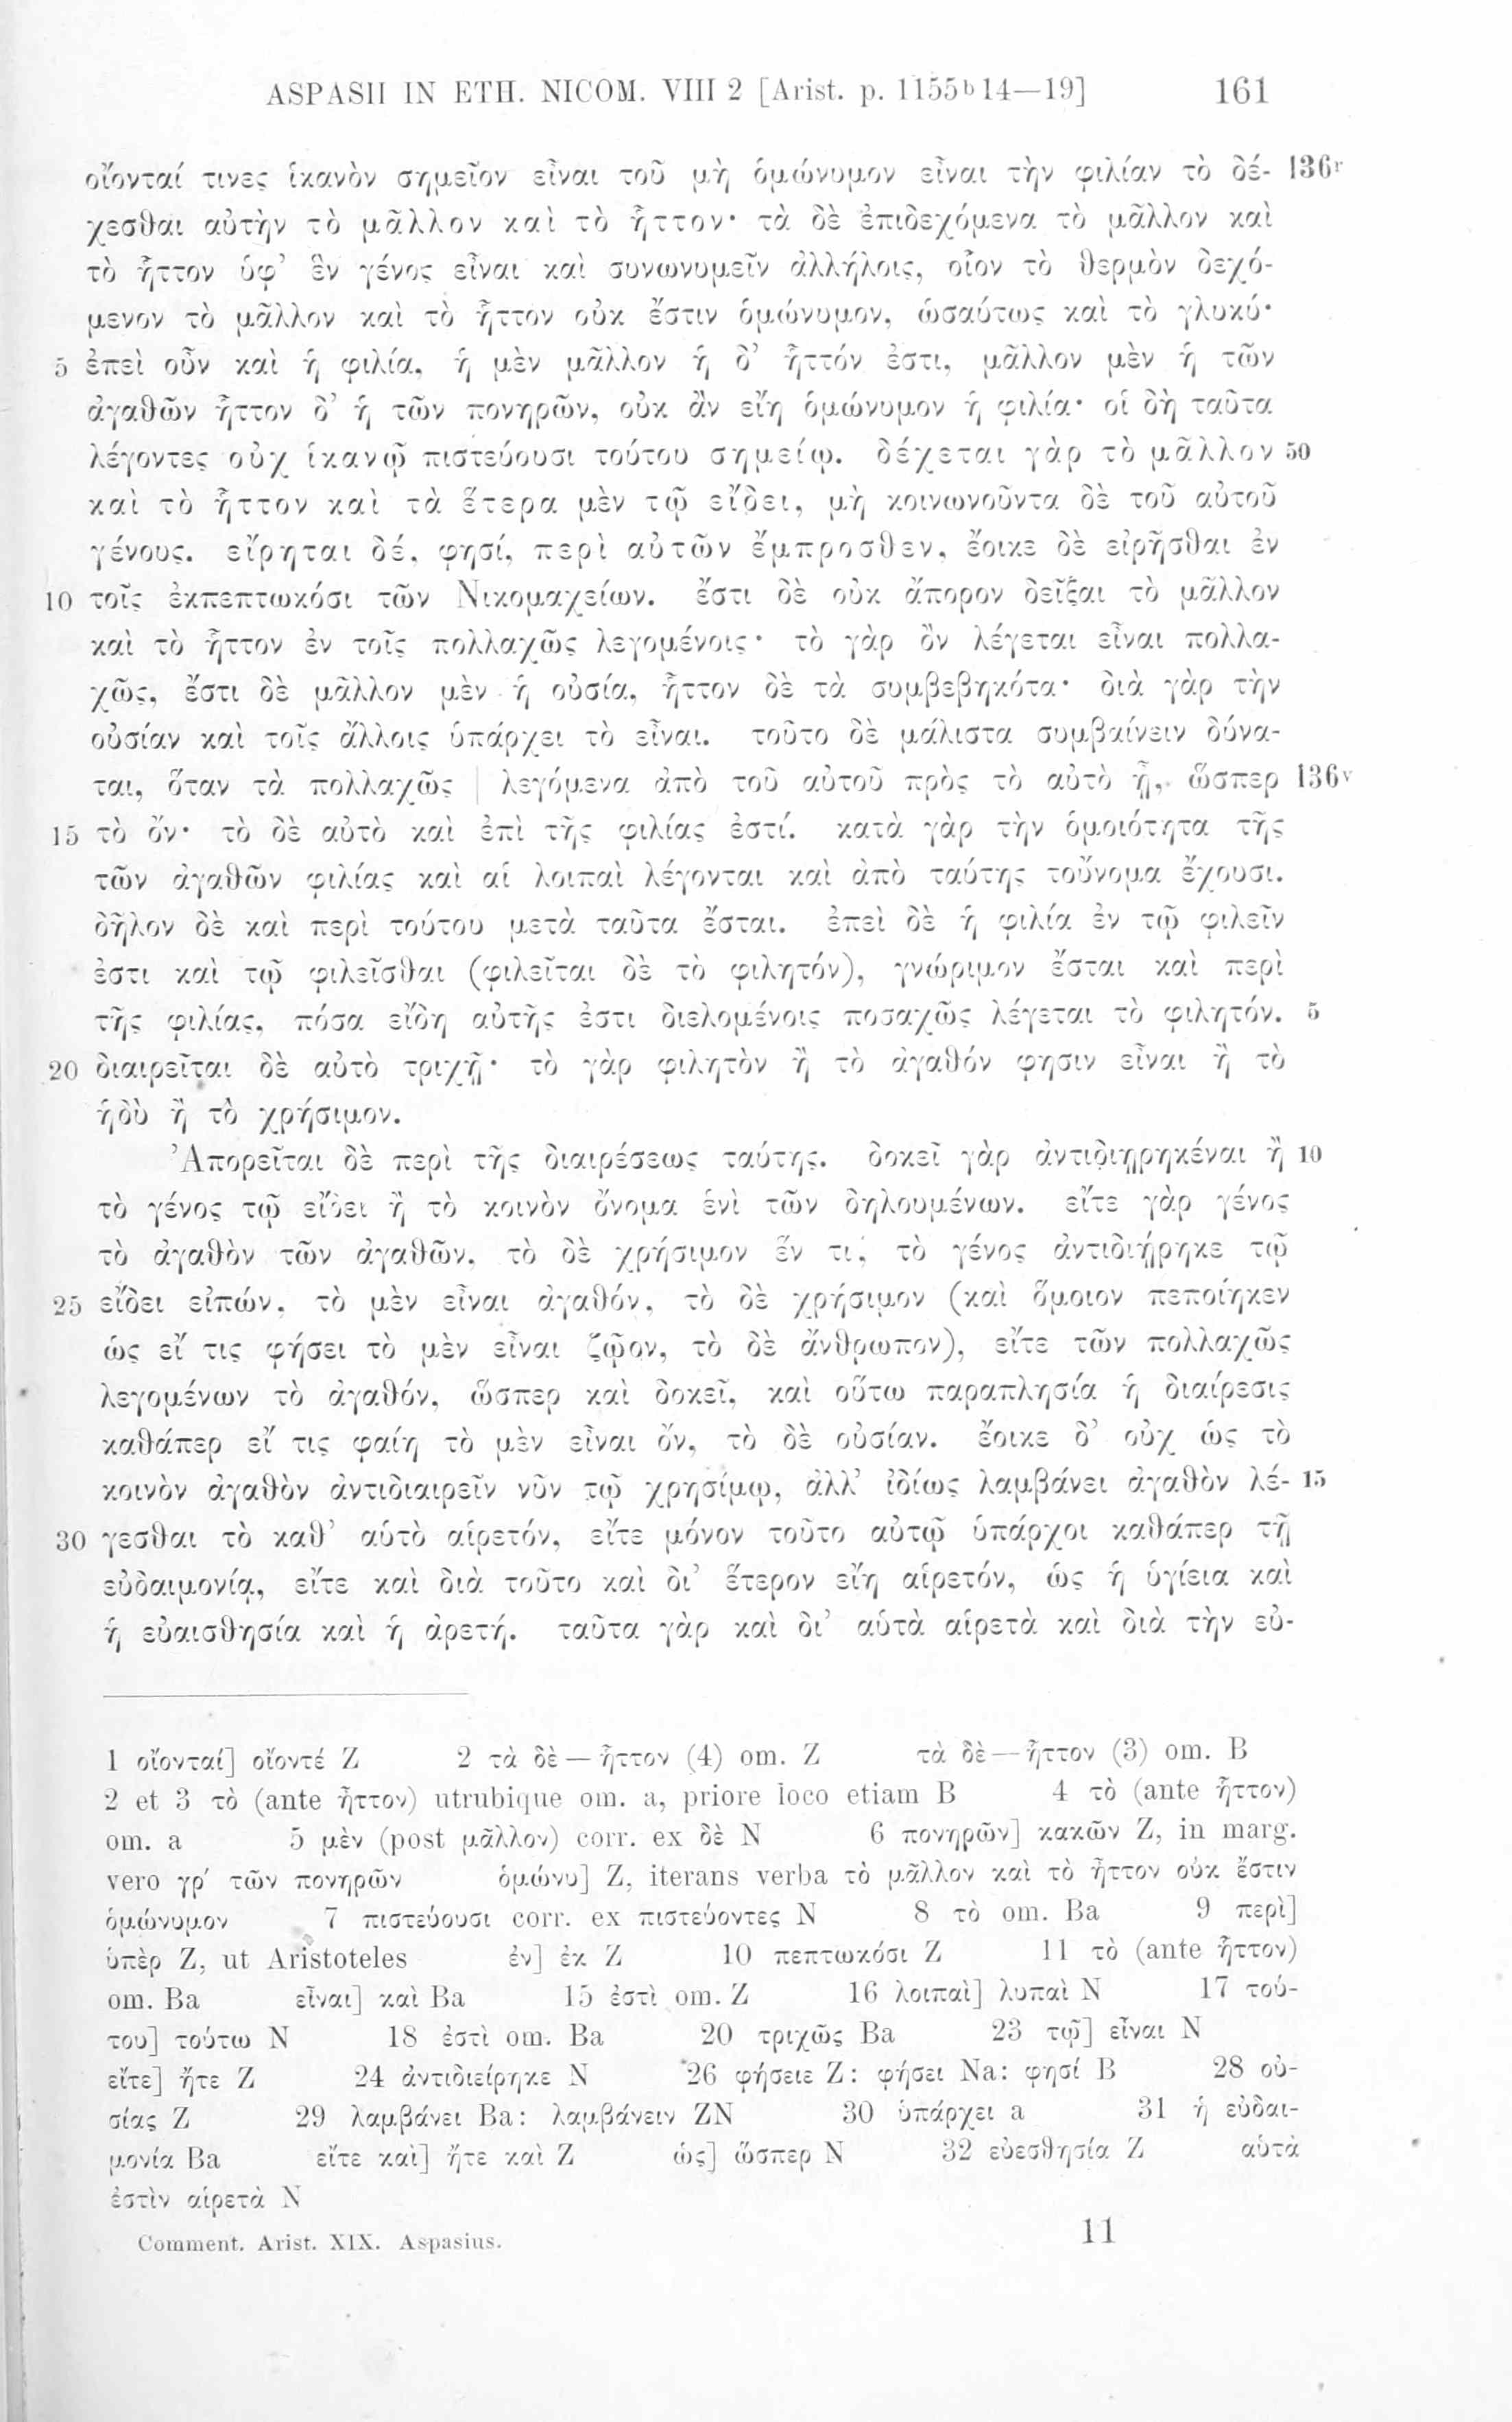 ASPASII IN ETH. NICOM. VIII 2 [Arist. p. 1155b 14—19] 161
οἴονταί τινες ἱκανὸν σημεῖον εἶναι τοῦ μὴ ὁμώνυμον εἶναι τὴν φιλίαν τὸ δέ- 136r
χεσθαι αὐτὴν τὸ μᾶλλον καὶ τὸ ἧττον· τὰ δὲ ἐπιδεχόμενα τὸ μᾶλλον καὶ
τὸ ἧττον ὑφ’ ἓν γένος εἶναι καὶ συνωνυμεῖν ἀλλήλοις, οἷον τὸ θερμὸν δεχό-
μενον τὸ μᾶλλον καὶ τὸ ἧττον οὐκ ἔστιν ὁμώνυμον, ὡσαύτως καὶ τὸ γλυκύ·
5 ἐπεὶ οὖν καὶ ἡ φιλία, ἡ μὲν μᾶλλον ἡ δ’ ἧττόν ἐστι, μᾶλλον μὲν ἡ τῶν
ἀγαθῶν ἧττον δ’ ἡ τῶν πονηρῶν, οὐκ ἂν εἴη ὁμώνυμον ἡ φιλία· οἱ δὴ ταῦτα
λέγοντες οὐχ ἱκανῷ πιστεύουσι τούτου σημείῳ. δέχεται γὰρ τὸ μᾶλλον 50
καὶ τὸ ἧττον καὶ τὰ ἕτερα μὲν τῷ εἴδει, μὴ κοινωνοῦντα δὲ τοῦ αὐτοῦ
γένους. εἴρηται δέ, φησί, περὶ αὐτῶν ἔμπροσθεν, ἔοικε δὲ εἰρῆσθαι ἐν
10 τοῖς ἐκπεπτωκόσι τῶν Νικομαχείων. ἔστι δὲ οὐκ ἄπορον δεῖξαι τὸ μᾶλλον
καὶ τὸ ἧττον ἐν τοῖς πολλαχῶς λεγομένοις· τὸ γὰρ ὂν λέγεται εἶναι πολλα-
χῶς, ἔστι δὲ μᾶλλον μὲν ἡ οὐσία, ἧττον δὲ τὰ συμβεβηκότα· διὰ γὰρ τὴν
οὐσίαν καὶ τοῖς ἄλλοις ὑπάρχει τὸ εἶναι. τοῦτο δὲ μάλιστα συμβαίνειν δύνα-
ται, ὅταν τὰ πολλαχῶς | λεγόμενα ἀπὸ τοῦ αὐτοῦ πρὸς τὸ αὐτὸ ᾖ, ὥσπερ 136v
15 τὸ ὄν· τὸ δὲ αὐτὸ καὶ ἐπὶ τῆς φιλίας ἐστί. κατὰ γὰρ τὴν ὁμοιότητα τῆς
τῶν ἀγαθῶν φιλίας καὶ αἱ λοιπαὶ λέγονται καὶ ἀπὸ ταύτης τοὔνομα ἔχουσι.
δῆλον δὲ καὶ περὶ τούτου μετὰ ταῦτα ἔσται. ἐπεὶ δὲ ἡ φιλία ἐν τῷ φιλεῖν
ἐστι καὶ τῷ φιλεῖσθαι (φιλεῖται δὲ τὸ φιλητόν), γνώριμον ἔσται καὶ περὶ
τῆς φιλίας, πόσα εἴδη αὐτῆς ἐστι διελομένοις ποσαχῶς λέγεται τὸ φιλητόν. 5
20 διαιρεῖται δὲ αὐτὸ τριχῇ· τὸ γὰρ φιλητὸν ἢ τὸ ἀγαθόν φησιν εἶναι ἢ τὸ
ἡδὺ ἢ τὸ χρήσιμον.
Ἀπορεῖται δὲ περὶ τῆς διαιρέσεως ταύτης. δοκεῖ γὰρ ἀντιδιῃρηκέναι ἢ 10
τὸ γένος τῷ εἴδει ἢ τὸ κοινὸν ὄνομα ἑνὶ τῶν δηλουμένων. εἴτε γὰρ γένος
τὸ ἀγαθὸν τῶν ἀγαθῶν, τὸ δὲ χρήσιμον ἕν τι, τὸ γένος ἀντιδιῄρηκε τῷ
25 εἴδει εἰπών, τὸ μὲν εἶναι ἀγαθόν, τὸ δὲ χρήσιμον (καὶ ὅμοιον πεποίηκεν
ὡς εἴ τις φήσει τὸ μὲν εἶναι ζῷον, τὸ δὲ ἄνθρωπον), εἴτε τῶν πολλαχῶς
λεγομένων τὸ ἀγαθόν, ὥσπερ καὶ δοκεῖ, καὶ οὕτω παραπλησία ἡ διαίρεσις
καθάπερ εἴ τις φαίη τὸ μὲν εἶναι ὄν, τὸ δὲ οὐσίαν. ἔοικε δ’ οὐχ ὡς τὸ
κοινὸν ἀγαθὸν ἀντιδιαιρεῖν νῦν τῷ χρησίμῳ, ἀλλ’ ἰδίως λαμβάνει ἀγαθὸν λέ- 15
30 γεσθαι τὸ καθ’ αὑτὸ αἱρετόν, εἴτε μόνον τοῦτο αὐτῷ ὑπάρχοι καθάπερ τῇ
εὐδαιμονίᾳ, εἴτε καὶ διὰ τοῦτο καὶ δι’ ἕτερον εἴη αἱρετόν, ὡς ἡ ὑγίεια καὶ
ἡ εὐαισθησία καὶ ἡ ἀρετή. ταῦτα γὰρ καὶ δι’ αὑτὰ αἱρετὰ καὶ διὰ τὴν εὐ-
1 οἴονταί] οἴοντέ Z 2 τὰ δὲ — ἧττον (4) om. Z τὰ δὲ — ἧττον (3) om. B
2 et 3 τὸ (ante ἧττον) utrubique om. a, priore loco etiam B 4 τὸ (ante ἧττον)
om. a 5 μὲν (post μᾶλλον) corr. ex δὲ N 6 πονηρῶν] κακῶν Z, in marg.
vero γρ′ τῶν πονηρῶν ὁμώνυ] Z, iterans verba τὸ μᾶλλον καὶ τὸ ἧττον οὐκ ἔστιν
ὁμώνυμον 7 πιστεύουσι corr. ex πιστεύοντες N 8 τὸ om. Ba 9 περὶ]
ὑπὲρ Z, ut Aristoteles ἐν] ἐκ Z 10 πεπτωκόσι Z 11 τὸ (ante ἧττον)
om. Ba εἶναι] καὶ Ba 15 ἐστὶ om. Z 16 λοιπαὶ] λυπαὶ N 17 τού-
του] τούτω N 18 ἐστὶ om. Ba 20 τριχῶς Ba 23 τῷ] εἶναι N
εἴτε] ἤτε Z 24 ἀντιδιείρηκε N 26 φήσειε Z: φήσει Na: φησί B 28 οὐ-
σίας Z 29 λαμβάνει Ba: λαμβάνειν ZN 30 ὑπάρχει a 31 ἡ εὐδαι-
μονία Ba εἴτε καὶ] ἤτε καὶ Z ὡς] ὥσπερ N 32 εὐεσθησία Z αὑτὰ
ἐστὶν αἱρετὰ N
Comment. Arist. XIX. Aspasius. 11